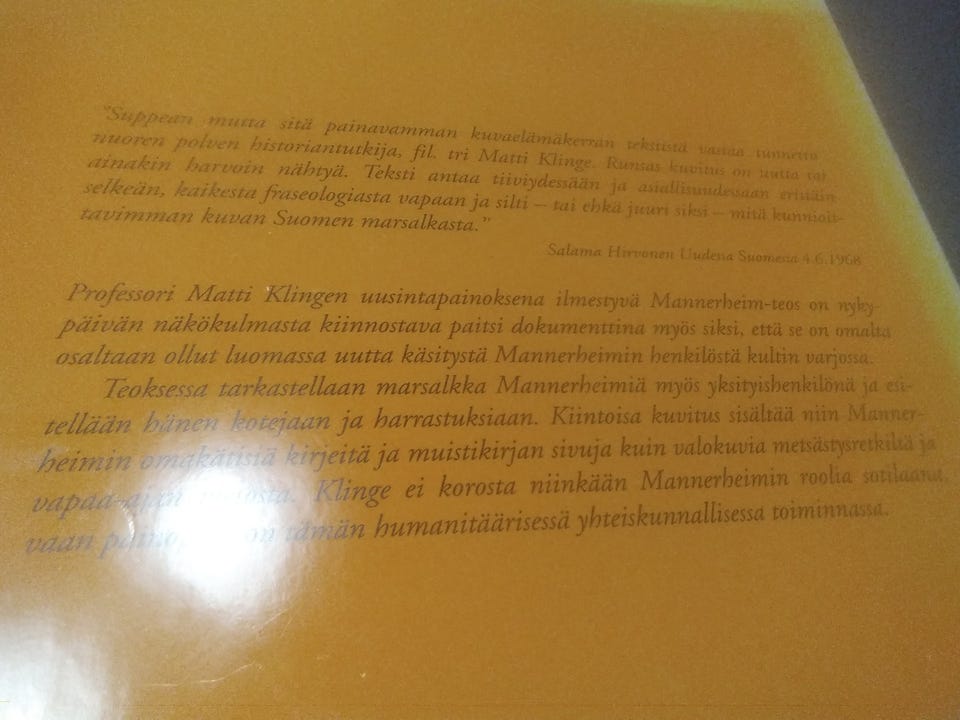 "Suppean mutta sitä painavamman kuvaelämäkerran tekstistä vastaa tunnettu
nuoren polven historiantutkija, fil. tri Matti Klinge. Runsas kuvitus on uutta tai
ainakin harvoin nähtyä. Teksti antaa tiiviydessään ja asiallisuudessaan erittäin
selkeän, kaikesta fraseologiasta vapaan ja silti – tai ehkä juuri siksi – mitä kunnioit-
tavimman kuvan Suomen marsalkasta."
Salama Hirvonen Uudessa Suomessa 4.6.1968
Professori Matti Klingen uusintapainoksena ilmestyvä Mannerheim-teos on nyky-
päivän näkökulmasta kiinnostava paitsi dokumenttina myös siksi, että se on omalta
osaltaan ollut luomassa uutta käsitystä Mannerheimin henkilöstä kultin varjossa.
Teoksessa tarkastellaan marsalkka Mannerheimiä myös yksityishenkilönä ja esi-
tellään hänen kotejaan ja harrastuksiaan. Kiintoisa kuvitus sisältää niin Manner-
heimin omakätisiä kirjeitä ja muistikirjan sivuja kuin valokuvia metsästysretkiltä ja
vapaa-ajan Klinge ei korosta niinkään Mannerheimin roolia sotilaana,
vaan on tämän humanitäärisessä yhteiskunnallisessa toiminnassa.